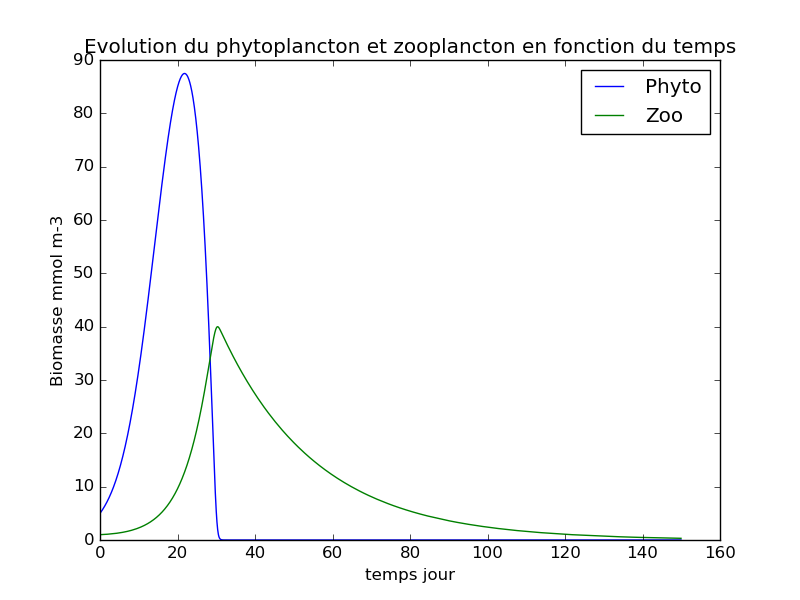 Evolution du phytoplancton et zooplancton en fonction du temps
Phyto
Zoo
Biomasse mmol m-3
90
80
70
60
50
40
30
20
10
0
0 20 40 60 80 100 120 140 160
temps jour